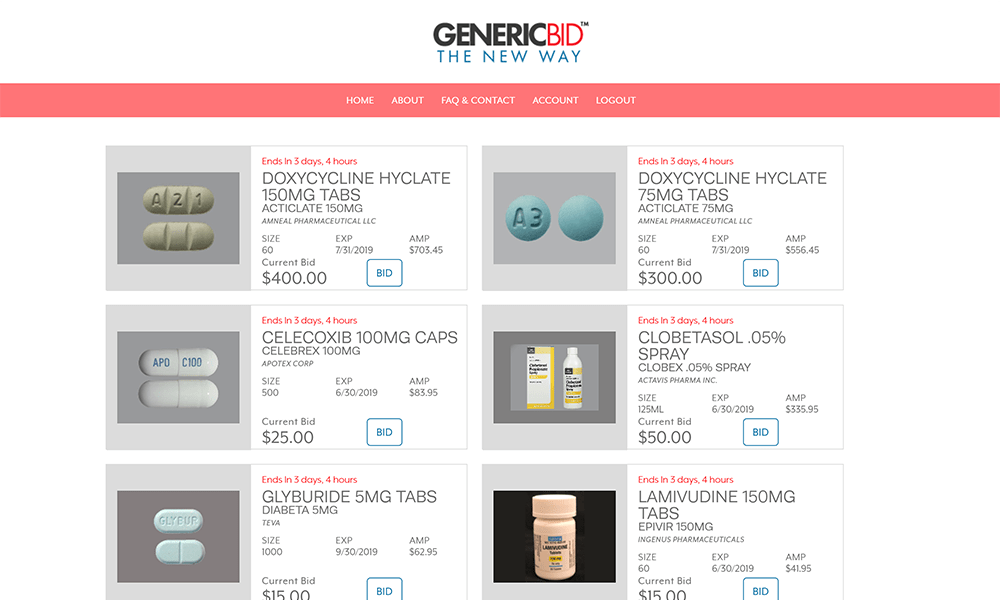 GENERICBID™
THE NEW WAY
HOME ABOUT FAQ & CONTACT ACCOUNT LOGOUT
A 2 1
Ends In 3 days, 4 hours
DOXYCYCLINE HYCLATE
150MG TABS
ACTICLATE 150MG
AMNEAL PHARMACEUTICAL LLC
SIZE EXP AMP
60 7/31/2019 $703.45
Current Bid
$400.00 BID
A3
Ends In 3 days, 4 hours
DOXYCYCLINE HYCLATE
75MG TABS
ACTICLATE 75MG
AMNEAL PHARMACEUTICAL LLC
SIZE EXP AMP
60 7/31/2019 $556.45
Current Bid
$300.00 BID
APO C100
Ends In 3 days, 4 hours
CELECOXIB 100MG CAPS
CELEBREX 100MG
APOTEX CORP
SIZE EXP AMP
500 6/30/2019 $83.95
Current Bid
$25.00 BID
Clobetasol
Propionate
Spray
Ends In 3 days, 4 hours
CLOBETASOL .05%
SPRAY
CLOBEX .05% SPRAY
ACTAVIS PHARMA INC.
SIZE EXP AMP
125ML 6/30/2019 $335.95
Current Bid
$50.00 BID
GLYBUR
Ends In 3 days, 4 hours
GLYBURIDE 5MG TABS
DIABETA 5MG
TEVA
SIZE EXP AMP
1000 9/30/2019 $62.95
Current Bid
$15.00 BID
LAMIVUDINE
Tablets
Ends In 3 days, 4 hours
LAMIVUDINE 150MG
TABS
EPIVIR 150MG
INGENUS PHARMACEUTICALS
SIZE EXP AMP
60 6/30/2019 $41.95
Current Bid
$15.00 BID